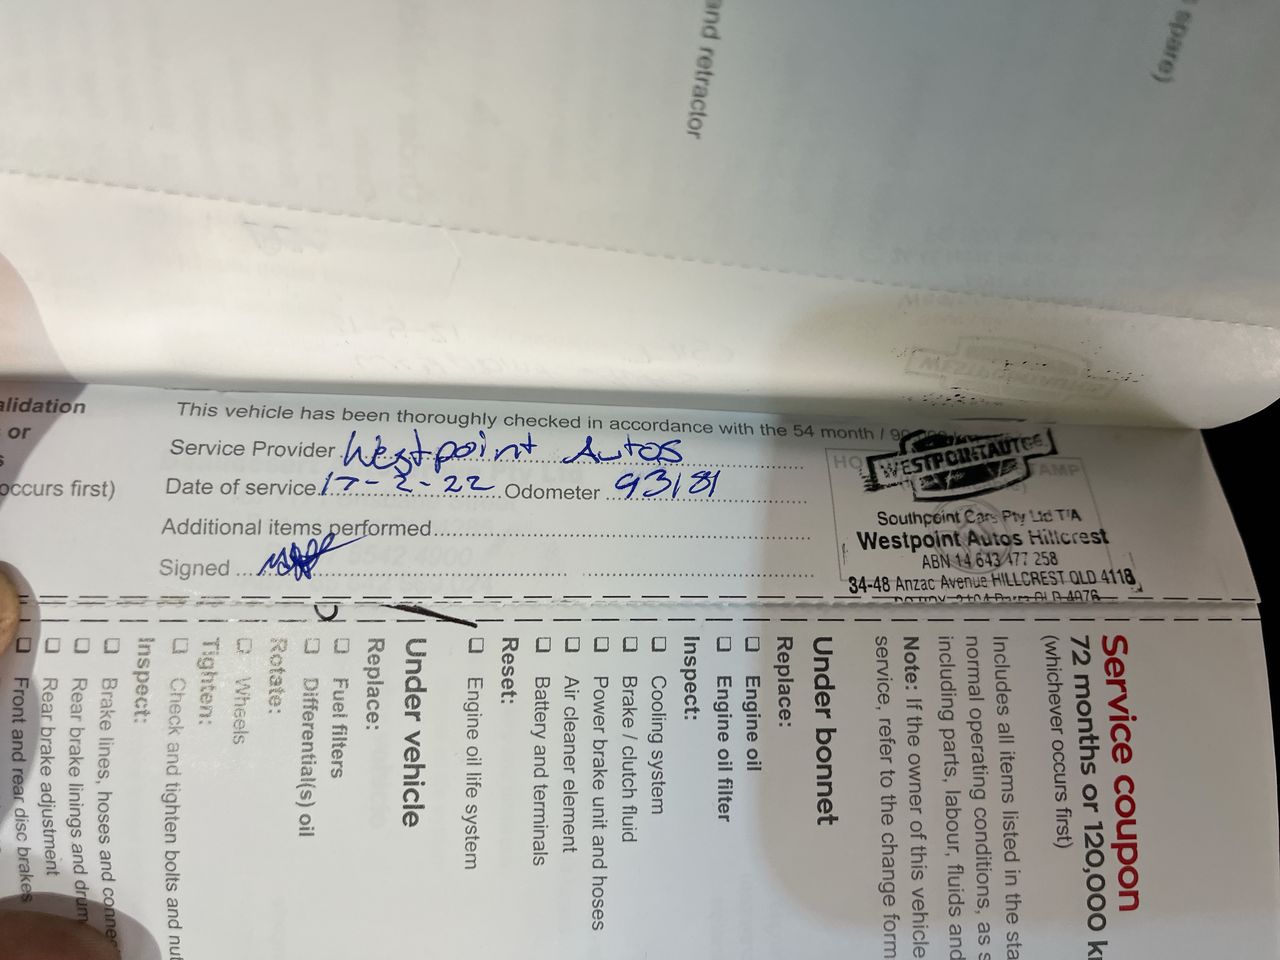 and retractor
spare)
alidation
or
occurs first)
This vehicle has been thoroughly checked in accordance with the 54 month /
Service Provider Westpoint Autos
Date of service 17-2-22 Odometer 93181
Additional items performed
Signed
WESTPOINT AUTOS
Southpoint Cars Pty Ltd T/A
Westpoint Autos Hillcrest
ABN 14 643 477 258
34-48 Anzac Avenue HILLCREST QLD 4118
Service coupon
72 months or 120,000 k
(whichever occurs first)
Includes all items listed in the sta
normal operating conditions, as s
including parts, labour, fluids and
Note: If the owner of this vehicle
service, refer to the change form
Under bonnet
Replace:
Engine oil
Engine oil filter
Inspect:
Cooling system
Brake / clutch fluid
Power brake unit and hoses
Air cleaner element
Battery and terminals
Reset:
Engine oil life system
Under vehicle
Replace:
Fuel filters
Differential(s) oil
Rotate:
Wheels
Tighten:
Check and tighten bolts and nut
Inspect:
Brake lines, hoses and connec
Rear brake linings and drum
Rear brake adjustment
Front and rear disc brakes